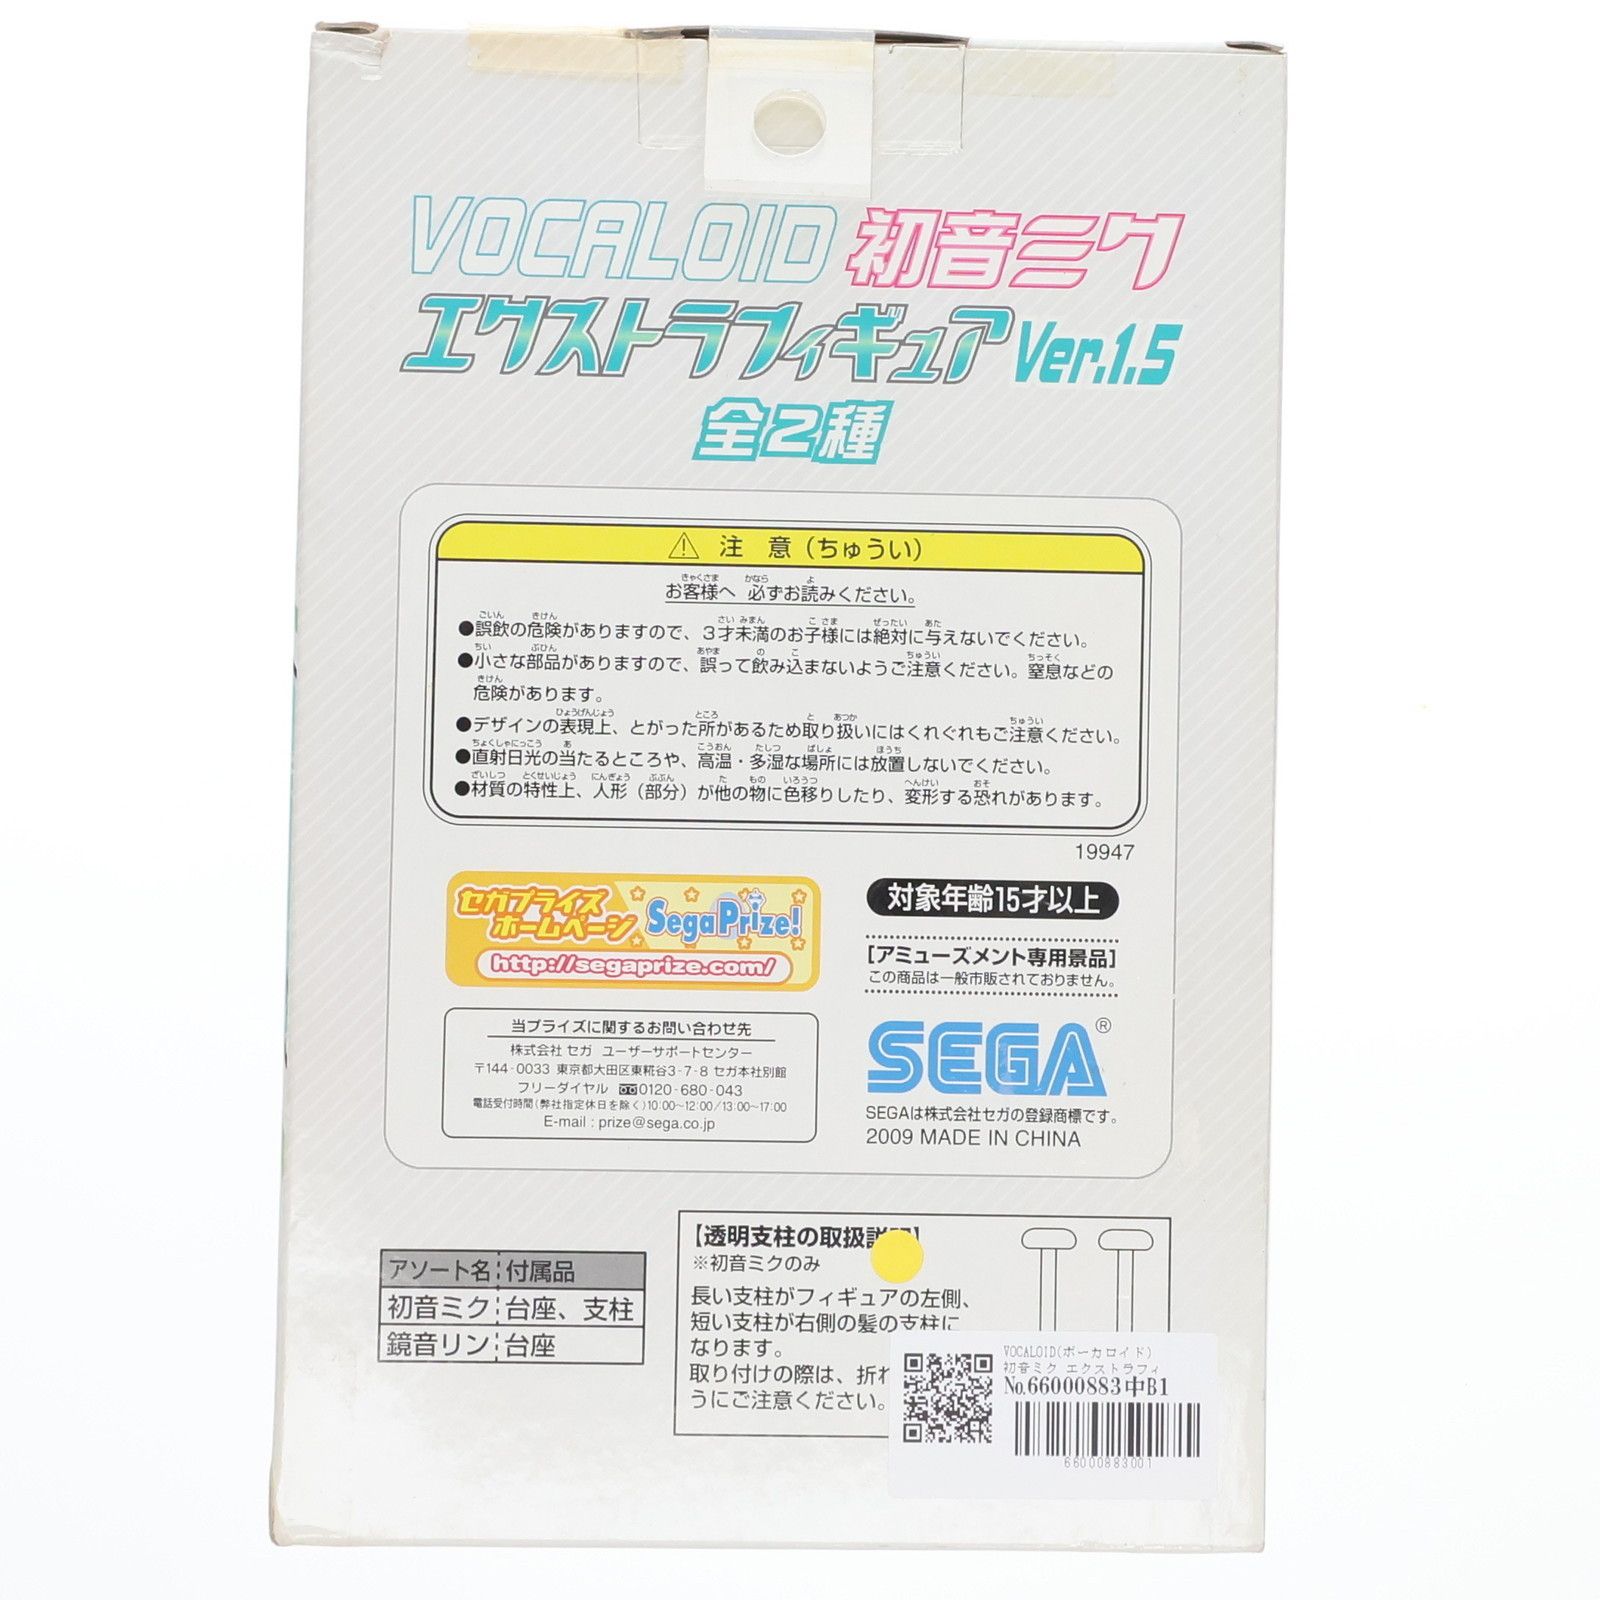 VOCALOID 初音ミク
エクストラフィギュア Ver.1.5
全2種
注 意（ちゅうい）
お客様へ 必ずお読みください。
●誤飲の危険がありますので、3才未満のお子様には絶対に与えないでください。
●小さな部品がありますので、誤って飲み込まないようご注意ください。窒息などの
危険があります。
●デザインの表現上、とがった所があるため取り扱いにはくれぐれもご注意ください。
●直射日光の当たるところや、高温・多湿な場所には放置しないでください。
●材質の特性上、人形（部分）が他の物に色移りしたり、変形する恐れがあります。
19947
セガプライズ
ホームページ
SegaPrize!
http://segaprize.com/
対象年齢15才以上
[アミューズメント専用景品]
この商品は一般市販されておりません。
当プライズに関するお問い合わせ先
株式会社 セガ ユーザーサポートセンター
〒144-0033 東京都大田区東糀谷3-7-8 セガ本社別館
フリーダイヤル 0120-680-043
電話受付時間(弊社指定休日を除く)10:00〜12:00/13:00〜17:00
E-mail : prize@sega.co.jp
SEGA®
SEGAは株式会社セガの登録商標です。
2009 MADE IN CHINA
アソート名 付属品
初音ミク 台座、支柱
鏡音リン 台座
【透明支柱の取扱
※初音ミクのみ
長い支柱がフィギュアの左側、
短い支柱が右側の髪の支柱に
なります。
取り付けの際は、折れ
うにご注意ください。
VOCALOID(ボーカロイド)
初音ミク エクストラフィ
No.66000883中B1
66000883001